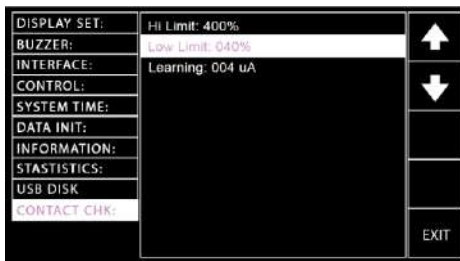 DISPLAY SET:
BUZZER:
INTERFACE:
CONTROL:
SYSTEM TIME:
DATA INIT:
INFORMATION:
STASTISTICS:
USB DISK
CONTACT CHK:
Hi Limit: 400%
Low Limit: 040%
Learning: 004 uA
EXIT